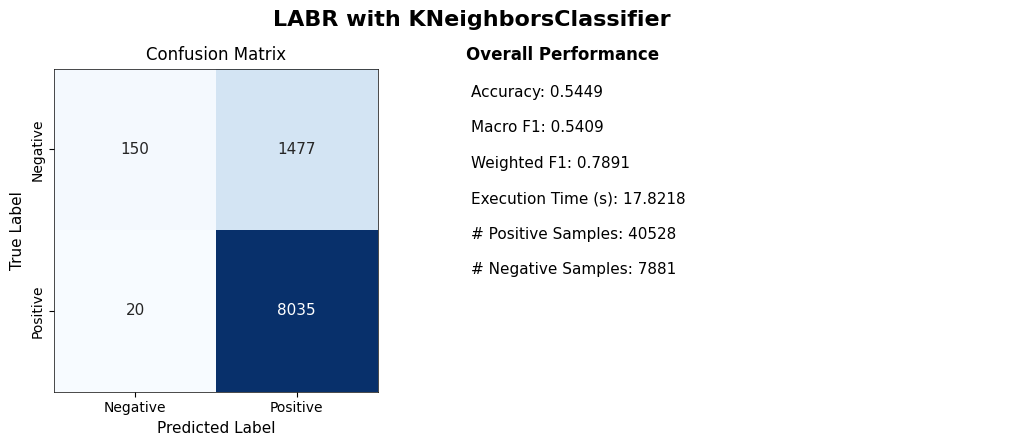 LABR with KNeighborsClassifier
Confusion Matrix
Negative
150
1477
True Label
Positive
20
8035
Negative
Positive
Predicted Label
Overall Performance
Accuracy: 0.5449
Macro F1: 0.5409
Weighted F1: 0.7891
Execution Time (s): 17.8218
# Positive Samples: 40528
# Negative Samples: 7881